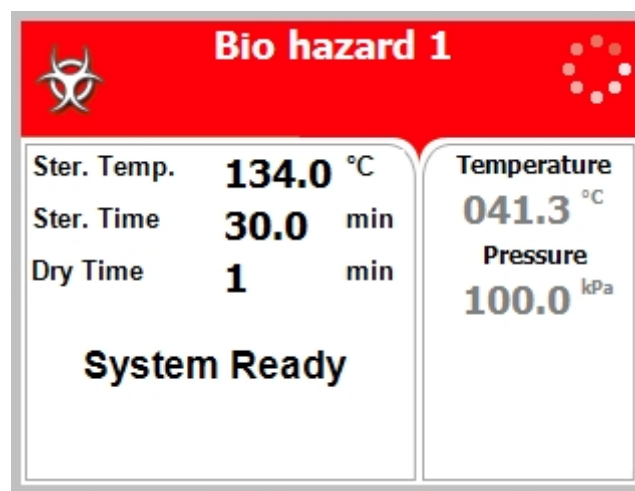 Bio hazard 1
Ster. Temp. 134.0 °C
Ster. Time 30.0 min
Dry Time 1 min
System Ready
Temperature
041.3 °C
Pressure
100.0 kPa